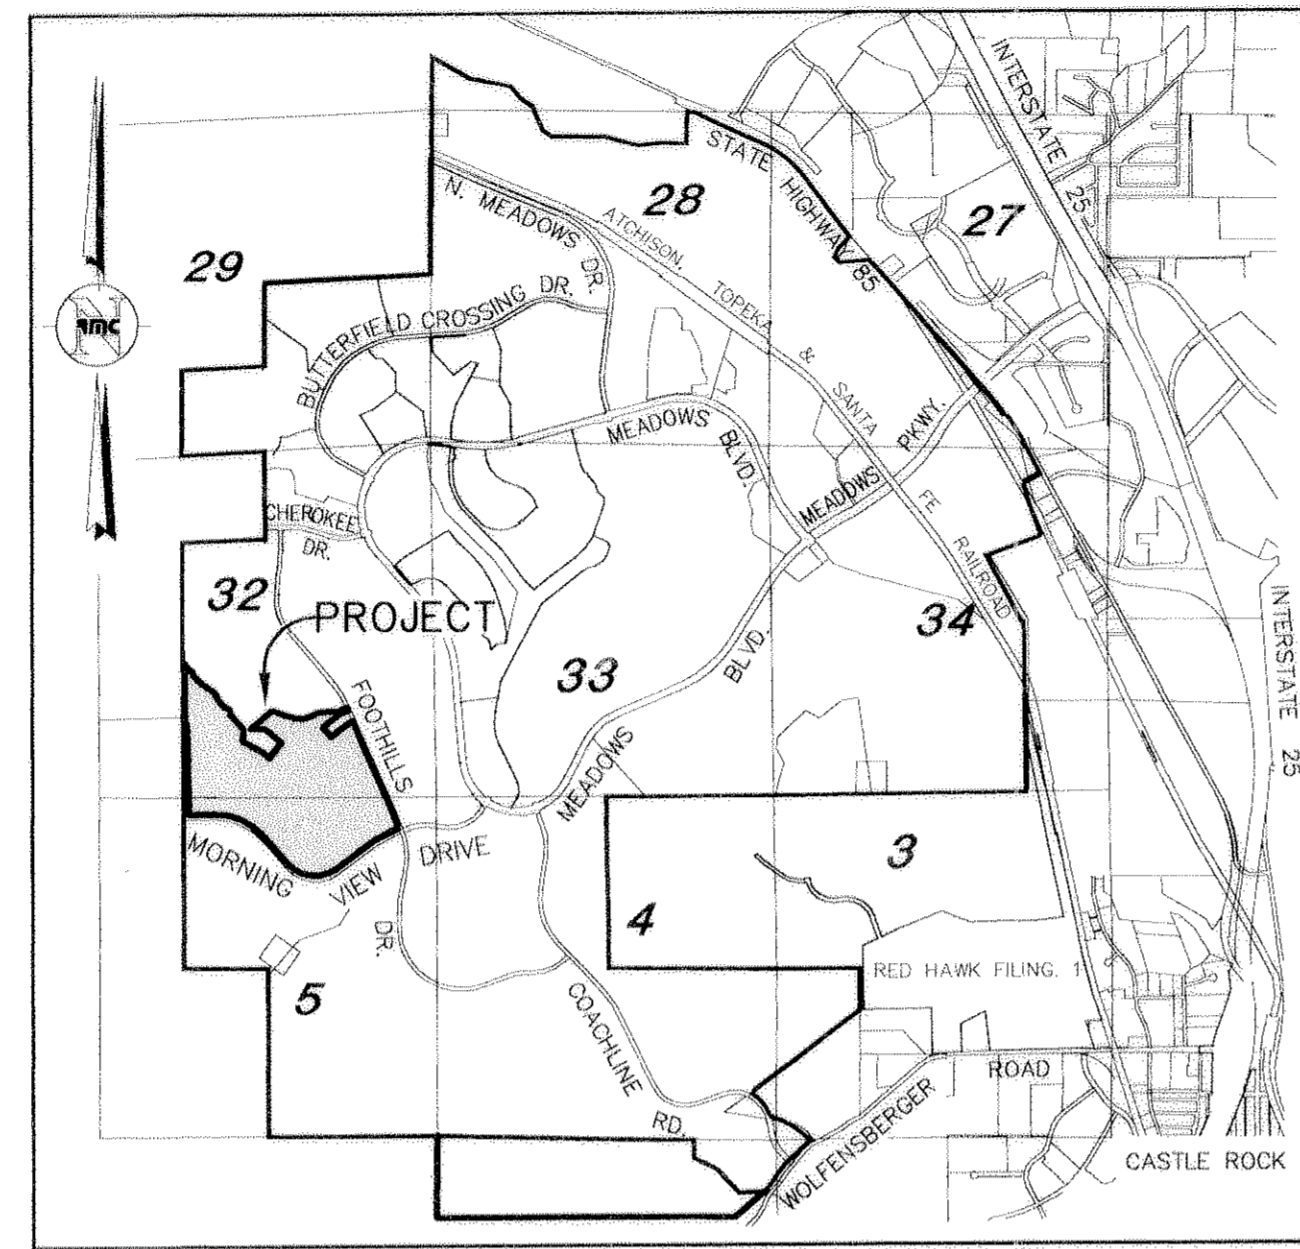 INTERSTATE 25
STATE HIGHWAY 85
28
27
29
N. MEADOWS DR.
ATCHISON, TOPEKA & SANTA FE RAILROAD
N
RMC
BUTTERFIELD CROSSING DR.
MEADOWS BLVD.
MEADOWS PKWY.
CHEROKEE
DR.
32
PROJECT
34
33
INTERSTATE 25
FOOTHILLS DR.
MEADOWS BLVD.
MORNING VIEW DRIVE
3
4
5
RED HAWK FILING. 1
COACHLINE RD.
WOLFENSBERGER ROAD
CASTLE ROCK